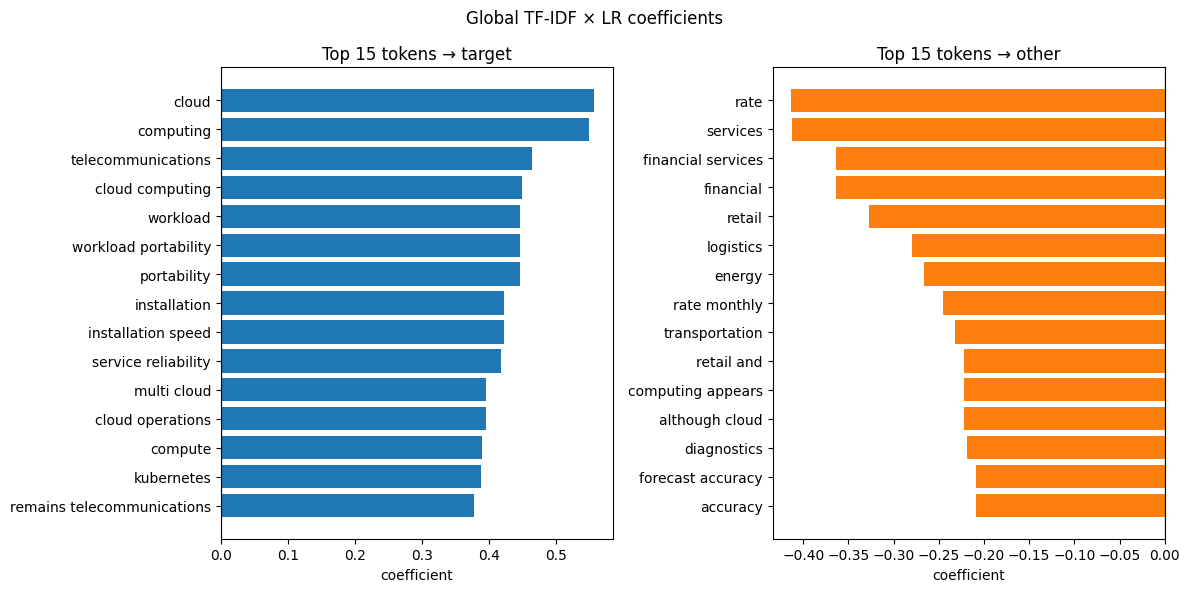 Global TF-IDF × LR coefficients
Top 15 tokens → target
cloud
computing
telecommunications
cloud computing
workload
workload portability
portability
installation
installation speed
service reliability
multi cloud
cloud operations
compute
kubernetes
remains telecommunications
0.0 0.1 0.2 0.3 0.4 0.5
coefficient
Top 15 tokens → other
rate
services
financial services
financial
retail
logistics
energy
rate monthly
transportation
retail and
computing appears
although cloud
diagnostics
forecast accuracy
accuracy
−0.40 −0.35 −0.30 −0.25 −0.20 −0.15 −0.10 −0.05 0.00
coefficient